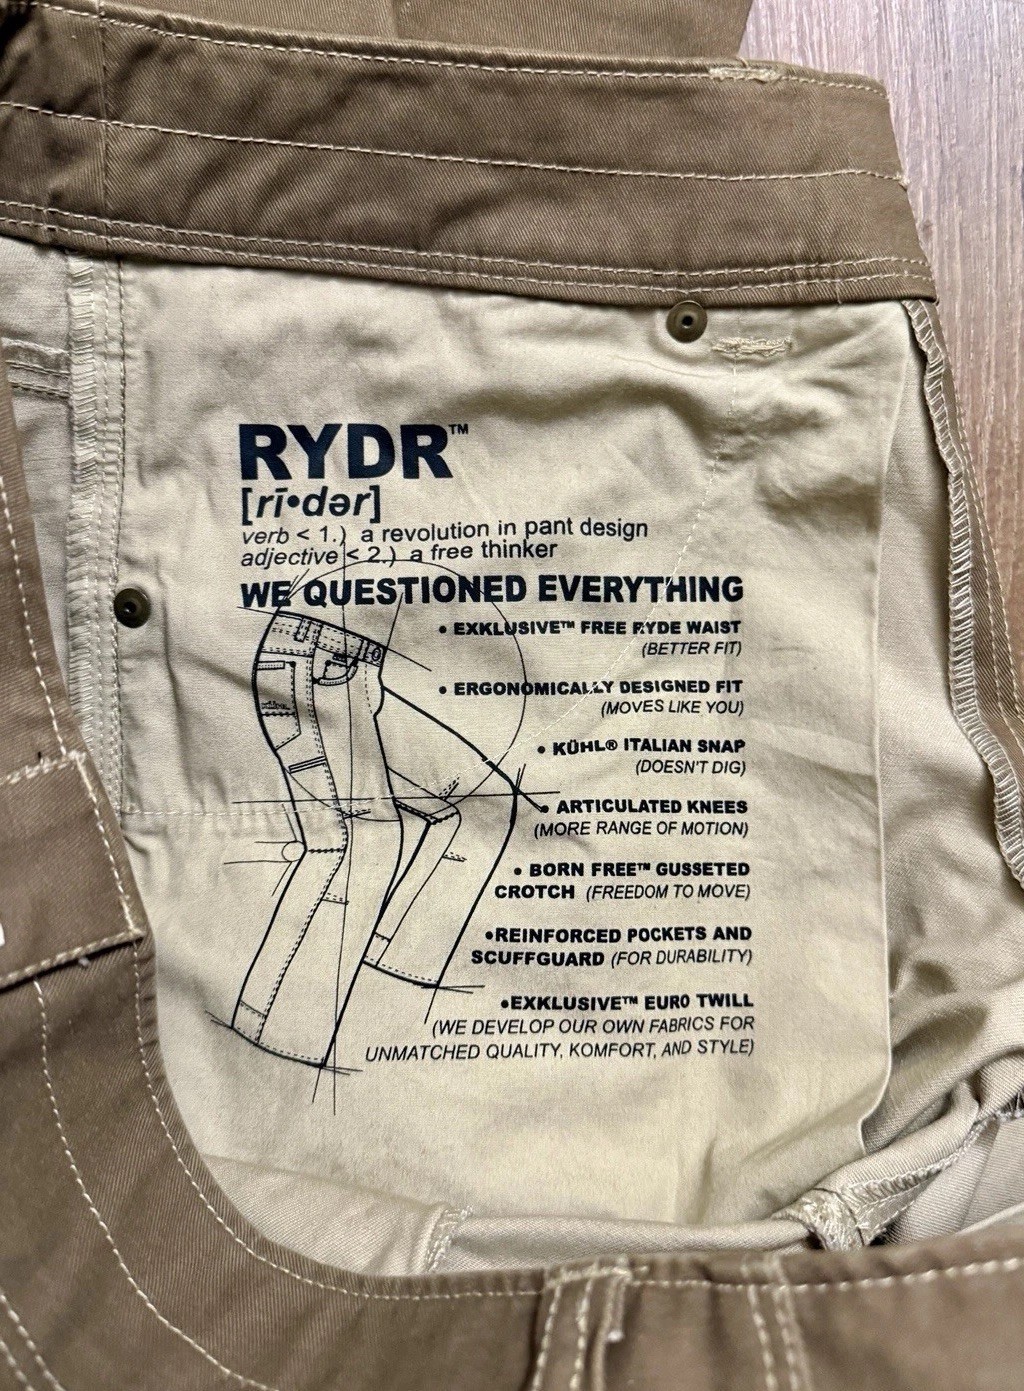 RYDR™
[rī•dər]
verb < 1.) a revolution in pant design
adjective < 2.) a free thinker
WE QUESTIONED EVERYTHING
• EXKLUSIVE™ FREE RYDE WAIST
(BETTER FIT)
• ERGONOMICALLY DESIGNED FIT
(MOVES LIKE YOU)
• KÜHL® ITALIAN SNAP
(DOESN'T DIG)
• ARTICULATED KNEES
(MORE RANGE OF MOTION)
• BORN FREE™ GUSSETED
CROTCH (FREEDOM TO MOVE)
•REINFORCED POCKETS AND
SCUFFGUARD (FOR DURABILITY)
•EXKLUSIVE™ EURO TWILL
(WE DEVELOP OUR OWN FABRICS FOR
UNMATCHED QUALITY, KOMFORT, AND STYLE)